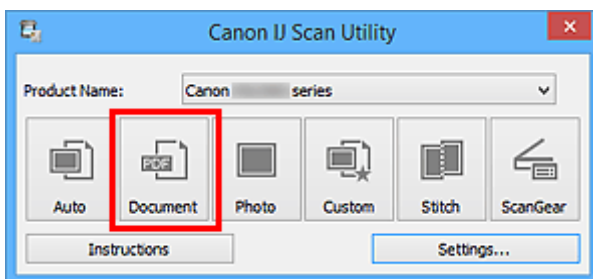 Canon IJ Scan Utility
Product Name: Canon series
PDF
Auto Document Photo Custom Stitch ScanGear
Instructions Settings...